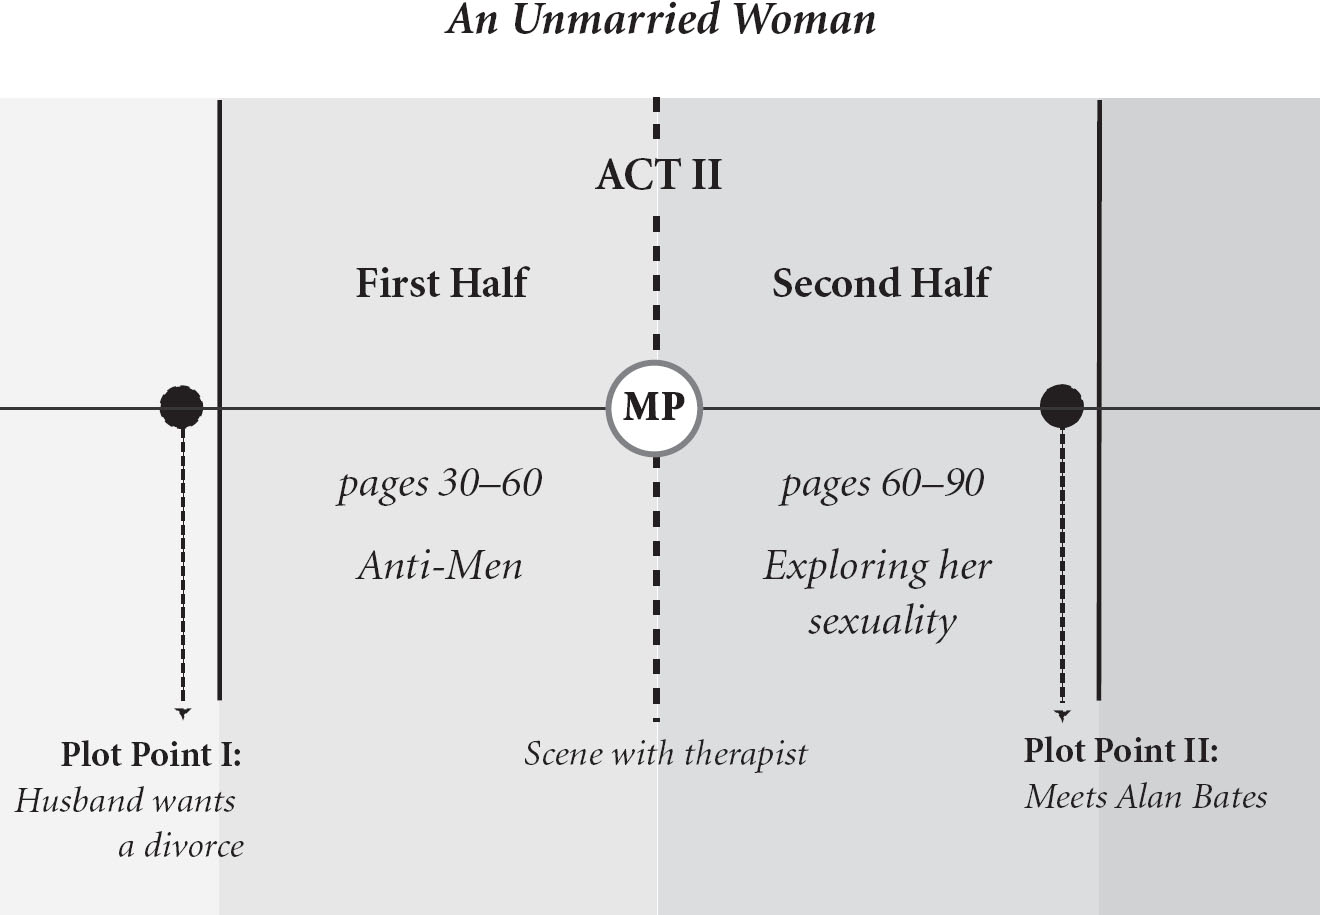 An Unmarried Woman
ACT II
First Half
Second Half
MP
pages 30–60
pages 60–90
Anti-Men
Exploring her
sexuality
Plot Point I:
Husband wants
a divorce
Scene with therapist
Plot Point II:
Meets Alan Bates